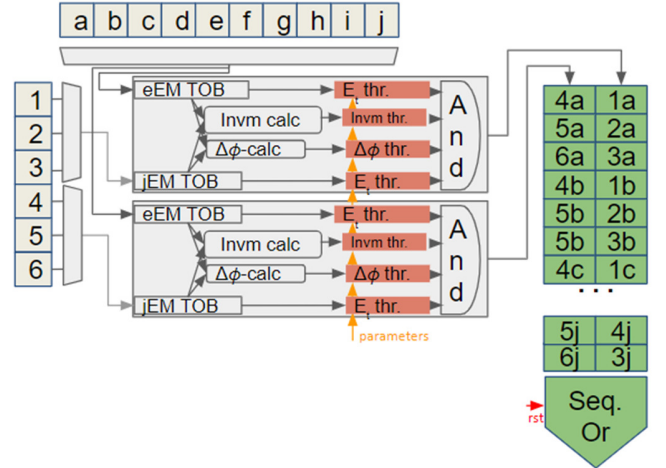 a b c d e f g h i j
1
2
3
4
5
6
eEM TOB
Invm calc
Δϕ-calc
jEM TOB
Et thr.
Invm thr.
Δϕ thr.
Et thr.
And
eEM TOB
Invm calc
Δϕ-calc
jEM TOB
Et thr.
Invm thr.
Δϕ thr.
Et thr.
And
parameters
4a 1a
5a 2a
6a 3a
4b 1b
5b 2b
5b 3b
4c 1c
...
5j 4j
6j 3j
rst
Seq.
Or